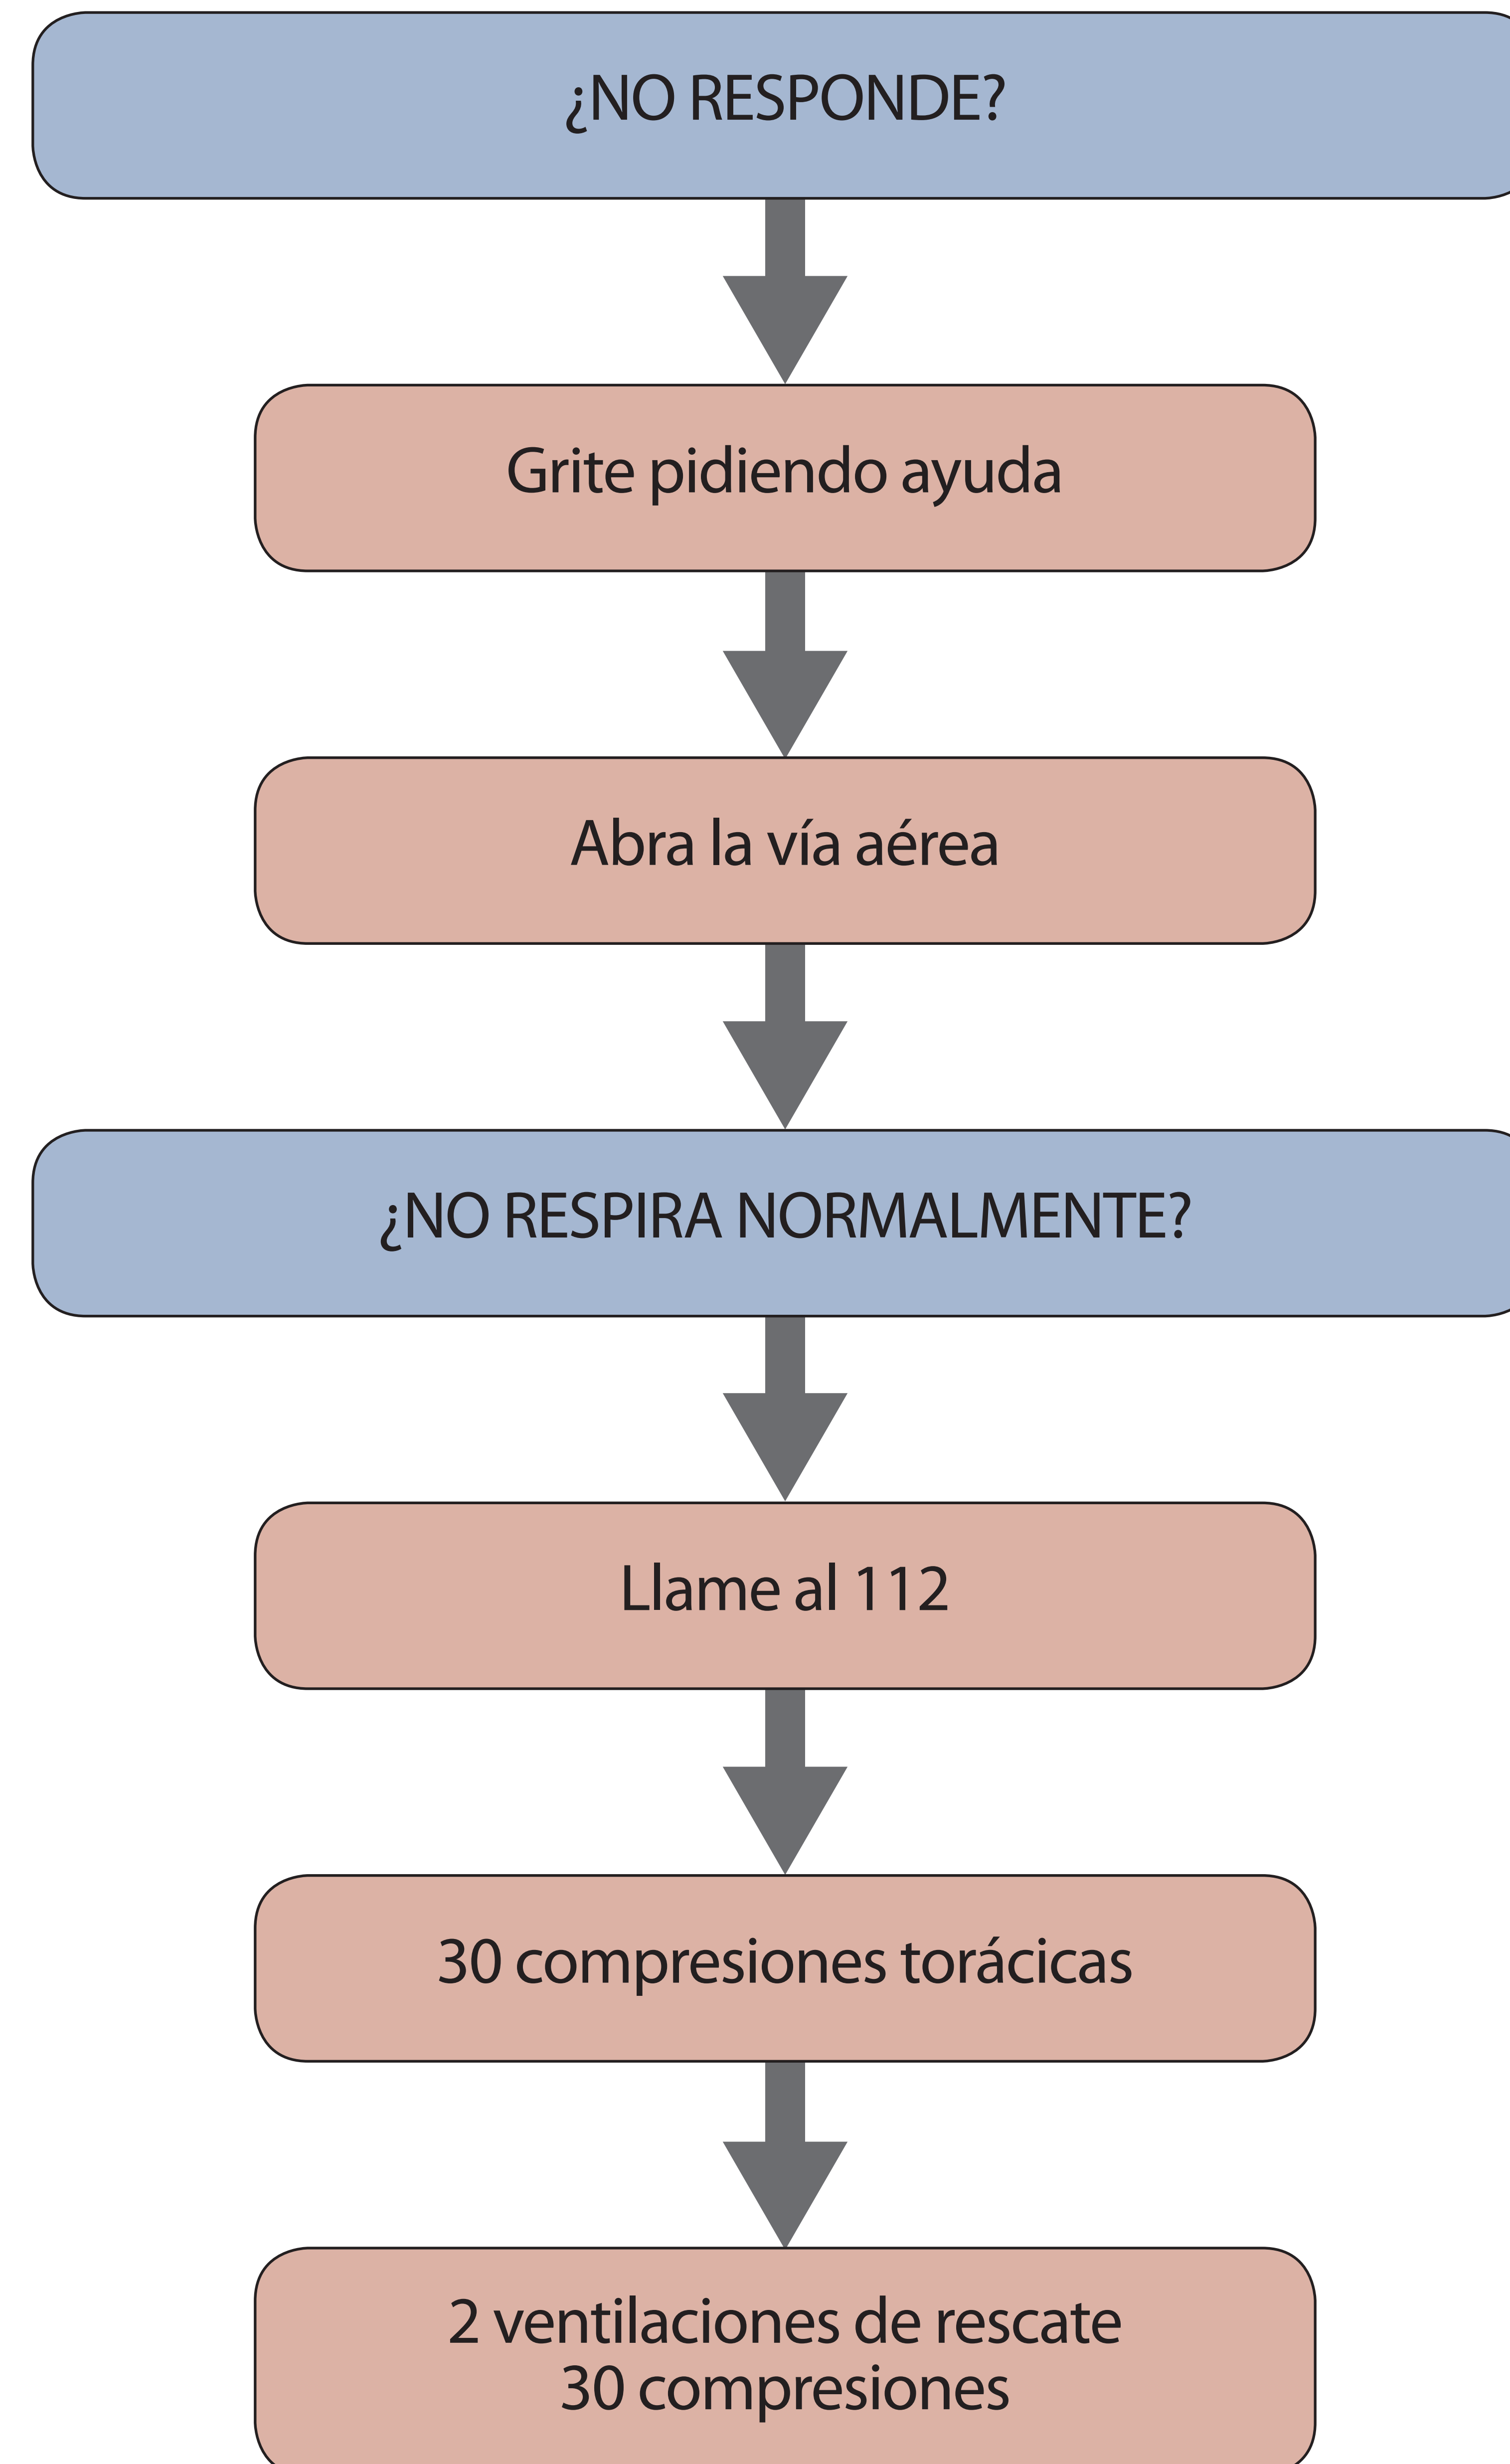 ¿NO RESPONDE?
Grite pidiendo ayuda
Abra la vía aérea
¿NO RESPIRA NORMALMENTE?
Llame al 112
30 compresiones torácicas
2 ventilaciones de rescate
30 compresiones